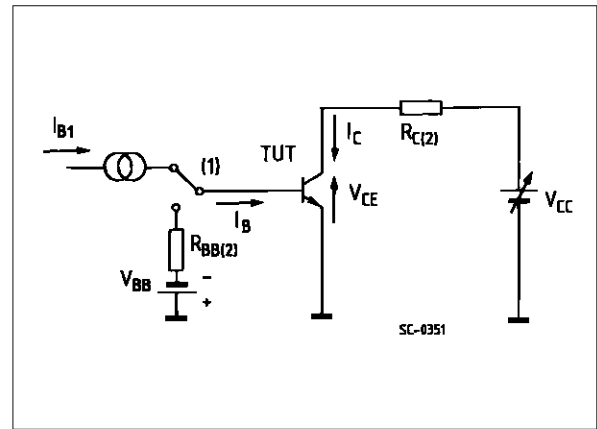 I_B1
(1)
TUT
I_C
R_C(2)
I_B
V_CE
V_CC
R_BB(2)
V_BB
-
+
SC-0351